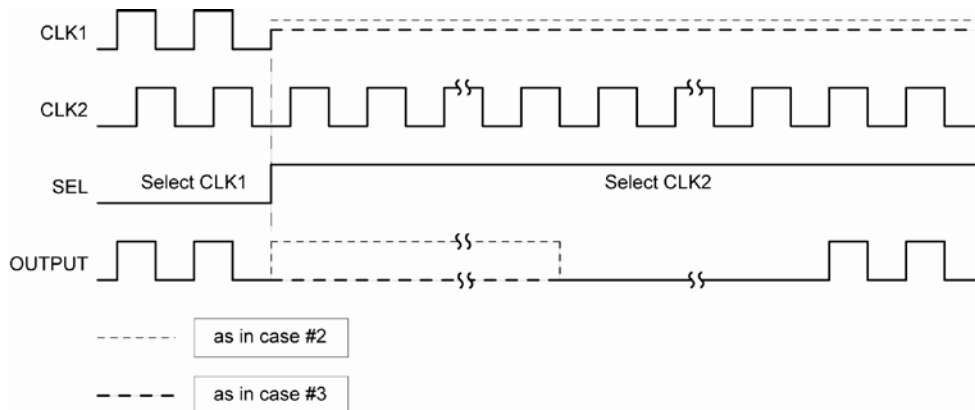 CLK1
CLK2
SEL
Select CLK1
Select CLK2
OUTPUT
as in case #2
as in case #3